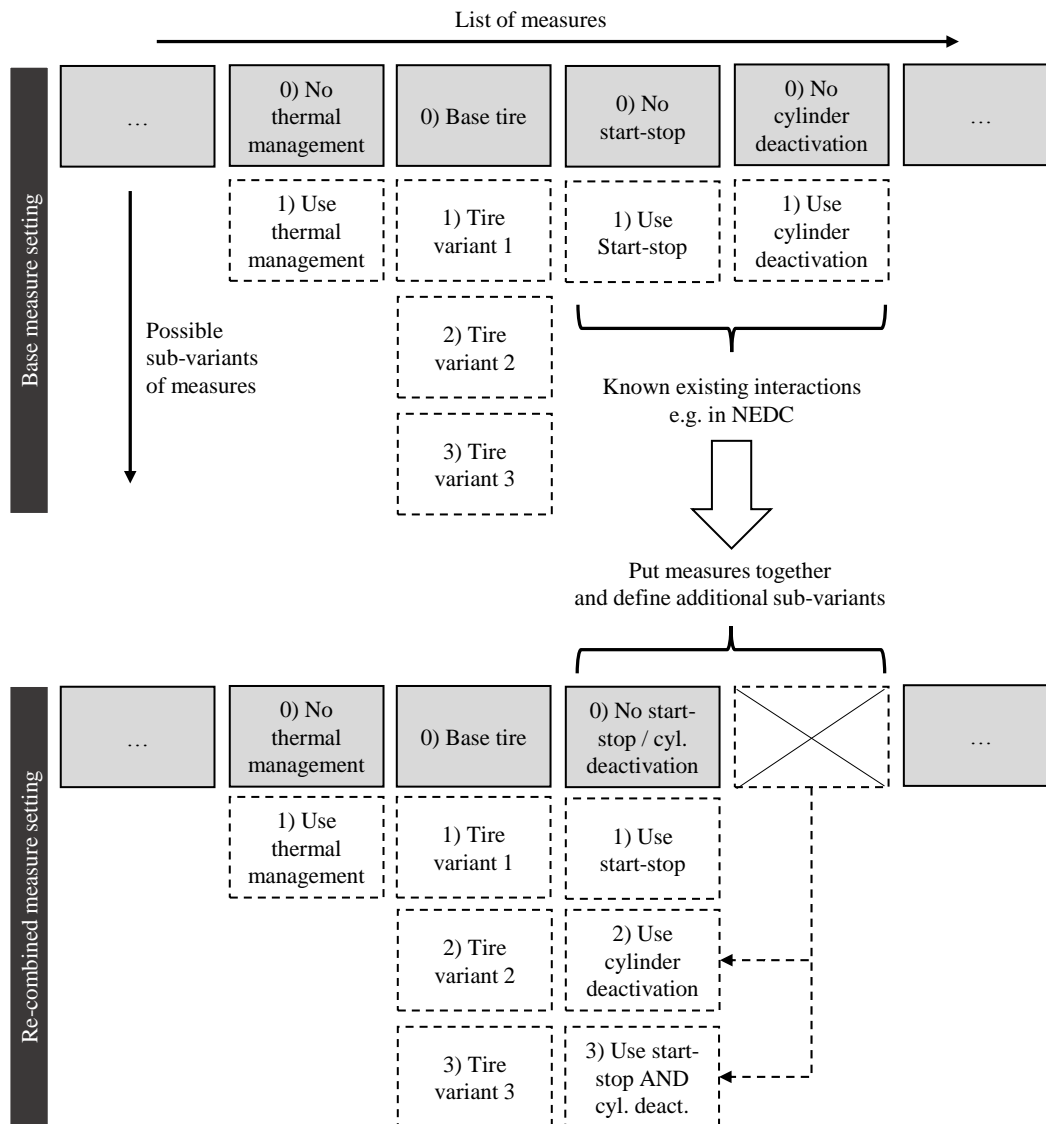 List of measures
Base measure setting
…
0) No
thermal
management
0) Base tire
0) No
start-stop
0) No
cylinder
deactivation
…
1) Use
thermal
management
1) Tire
variant 1
1) Use
Start-stop
1) Use
cylinder
deactivation
Possible
sub-variants
of measures
2) Tire
variant 2
3) Tire
variant 3
Known existing interactions
e.g. in NEDC
Put measures together
and define additional sub-variants
Re-combined measure setting
…
0) No
thermal
management
0) Base tire
0) No start-
stop / cyl.
deactivation
…
1) Use
thermal
management
1) Tire
variant 1
1) Use
start-stop
2) Tire
variant 2
2) Use
cylinder
deactivation
3) Tire
variant 3
3) Use start-
stop AND
cyl. deact.